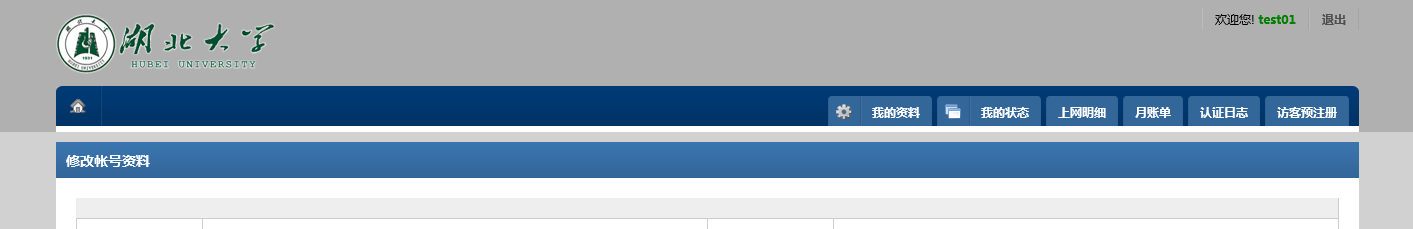 湖北大学
HUBEI UNIVERSITY
欢迎您! test01 退出
我的资料 我的状态 上网明细 月账单 认证日志 访客预注册
修改帐号资料